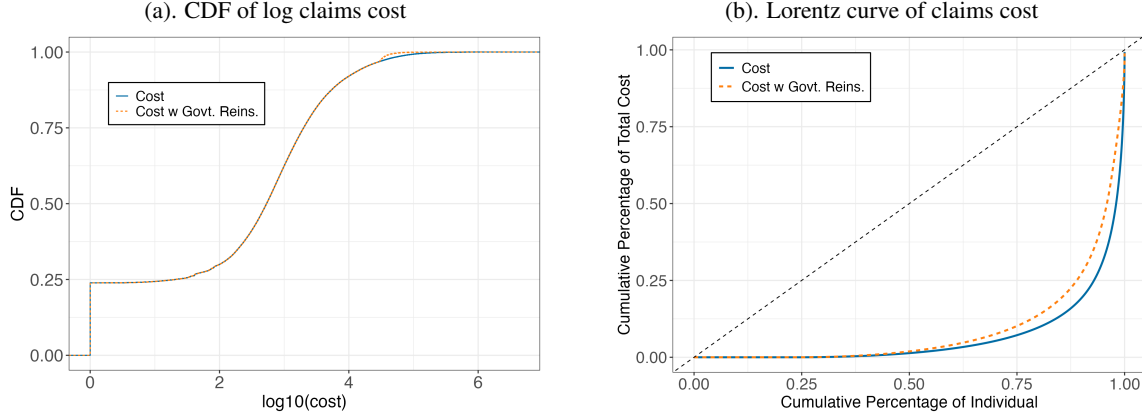 (a). CDF of log claims cost
1.00
0.75
0.50
0.25
0.00
CDF
Cost
Cost w Govt. Reins.
0 2 4 6
log10(cost)
(b). Lorentz curve of claims cost
1.00
0.75
0.50
0.25
0.00
Cumulative Percentage of Total Cost
Cost
Cost w Govt. Reins.
0.00 0.25 0.50 0.75 1.00
Cumulative Percentage of Individual